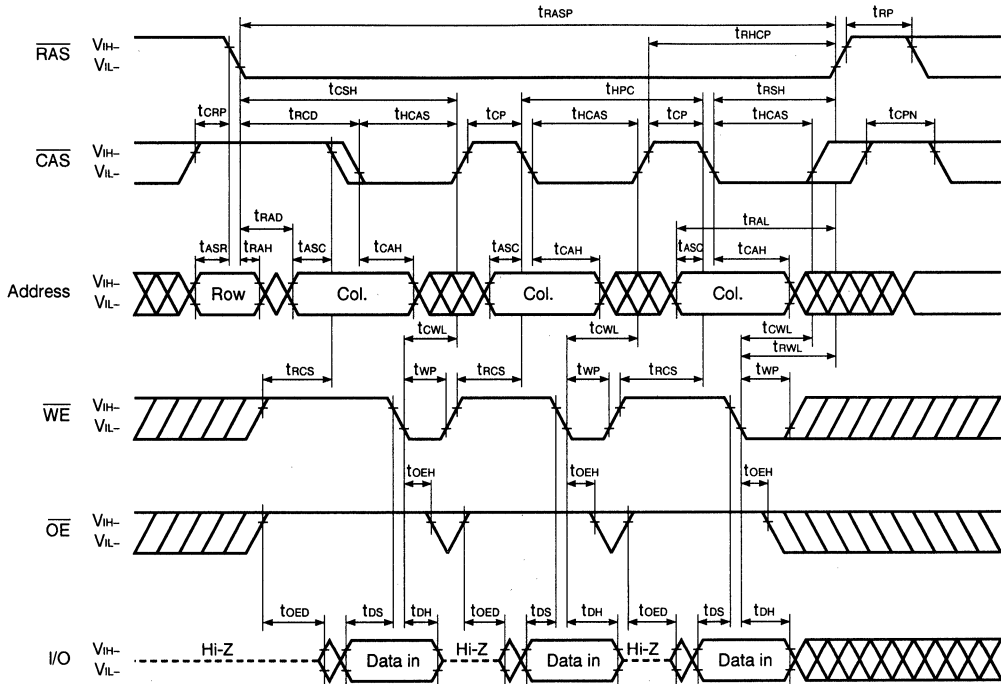 tRASP tRP
tRHCP
RAS VIH–
VIL–
tCSH tHPC tRSH
tCRP tRCD tHCAS tCP tHCAS tCP tHCAS tCPN
CAS VIH–
VIL–
tRAD tRAL
tASR tRAH tASC tCAH tASC tCAH tASC tCAH
Address VIH–
VIL–
Row Col. Col. Col.
tCWL tCWL tCWL
tRWL
tRCS tWP tRCS tWP tRCS tWP
WE VIH–
VIL–
tOEH tOEH tOEH
OE VIH–
VIL–
tOED tDS tDH tOED tDS tDH tOED tDS tDH
I/O VIH–
VIL–
Hi-Z Data in Hi-Z Data in Hi-Z Data in